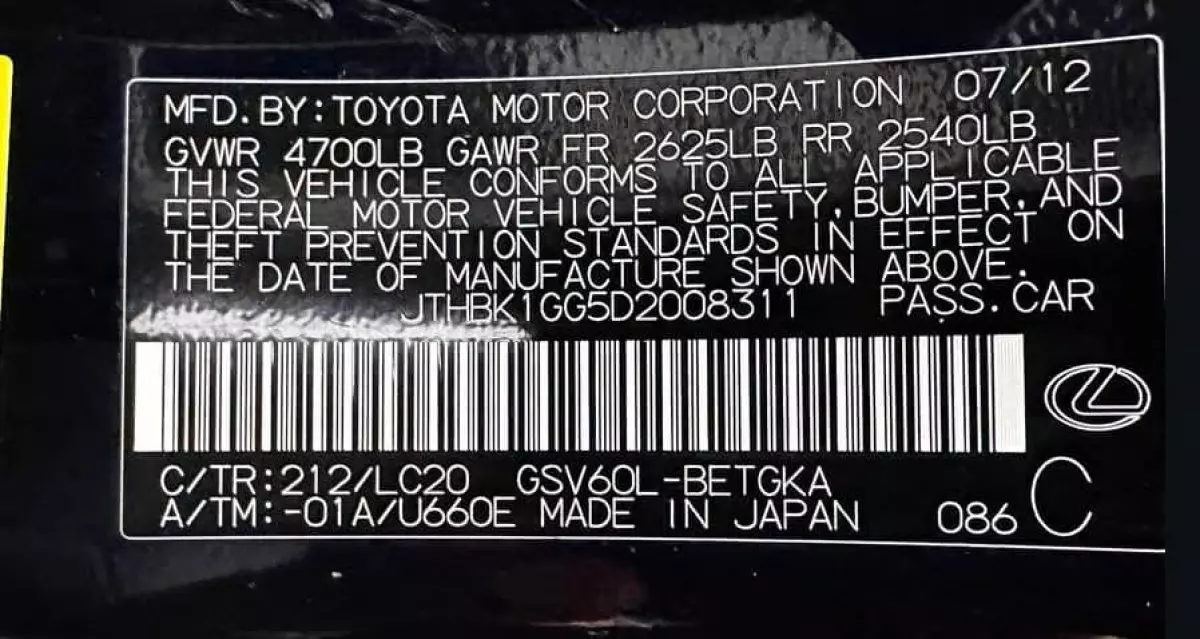 MFD. BY: TOYOTA MOTOR CORPORATION 07/12
GVWR 4700LB GAWR FR 2625LB RR 2540LB
THIS VEHICLE CONFORMS TO ALL APPLICABLE
FEDERAL MOTOR VEHICLE SAFETY, BUMPER, AND
THEFT PREVENTION STANDARDS IN EFFECT ON
THE DATE OF MANUFACTURE SHOWN ABOVE.
JTHBK1GG5D2008311 PASS. CAR
C/TR: 212/LC20 GSV60L-BETGKA
A/TM: -01A/U660E MADE IN JAPAN 086 C